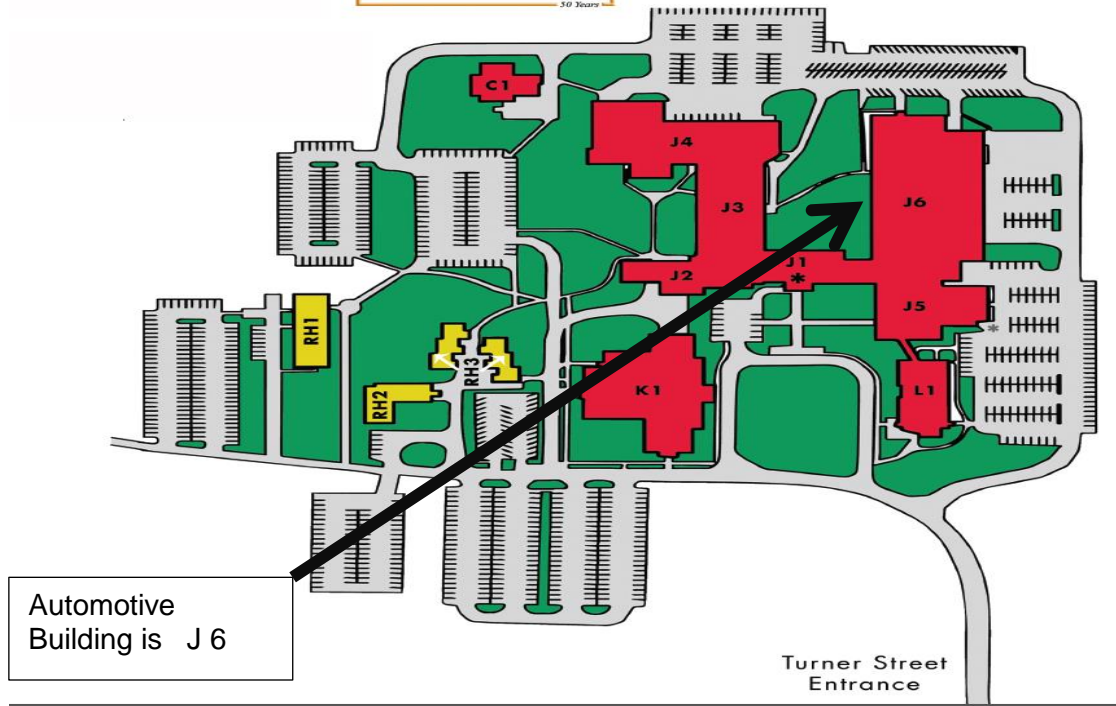 50 Years
C1
J4
J3
J6
J2
J1
*
J5
*
RH1
RH3
RH2
K1
L1
Automotive
Building is   J 6
Turner Street
Entrance